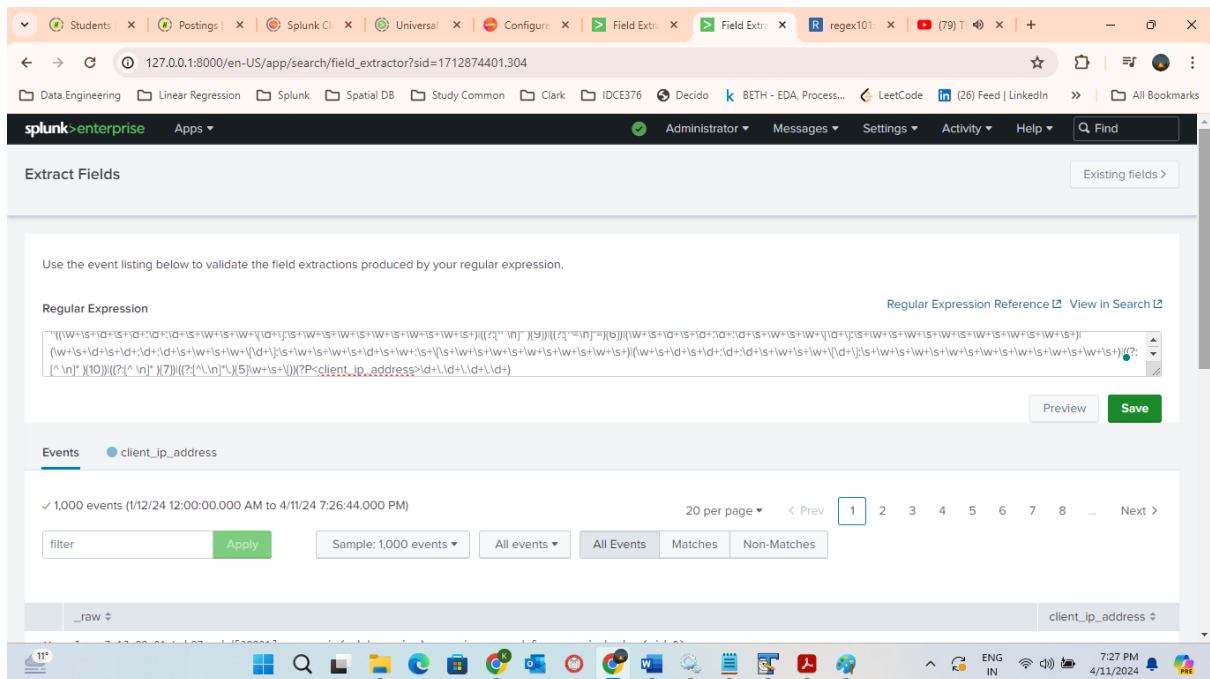 Students
Postings
Splunk Cl
Universal
Configure
Field Extra
Field Extra
regex101:
(79) T
127.0.0.1:8000/en-US/app/search/field_extractor?sid=1712874401.304
Data Engineering Linear Regression Splunk Spatial DB Study Common Clark IDCE376 Decido BETH - EDA, Process... LeetCode (26) Feed | LinkedIn » All Bookmarks
splunk>enterprise Apps Administrator Messages Settings Activity Help Find
Extract Fields
Existing fields >
Use the event listing below to validate the field extractions produced by your regular expression.
Regular Expression
Regular Expression Reference View in Search
[^ \n]* ){10})|((?:[^ \n]* ){7})|((?:[^\.\n]*\.){5}\w+\s+\()(?P<client_ip_address>\d+\.\d+\.\d+\.\d+)
Preview Save
Events client_ip_address
✓ 1,000 events (1/12/24 12:00:00.000 AM to 4/11/24 7:26:44.000 PM)
20 per page < Prev 1 2 3 4 5 6 7 8 ... Next >
filter Apply Sample: 1,000 events All events All Events Matches Non-Matches
_raw client_ip_address
11°
ENG
IN
7:27 PM
4/11/2024
PRE